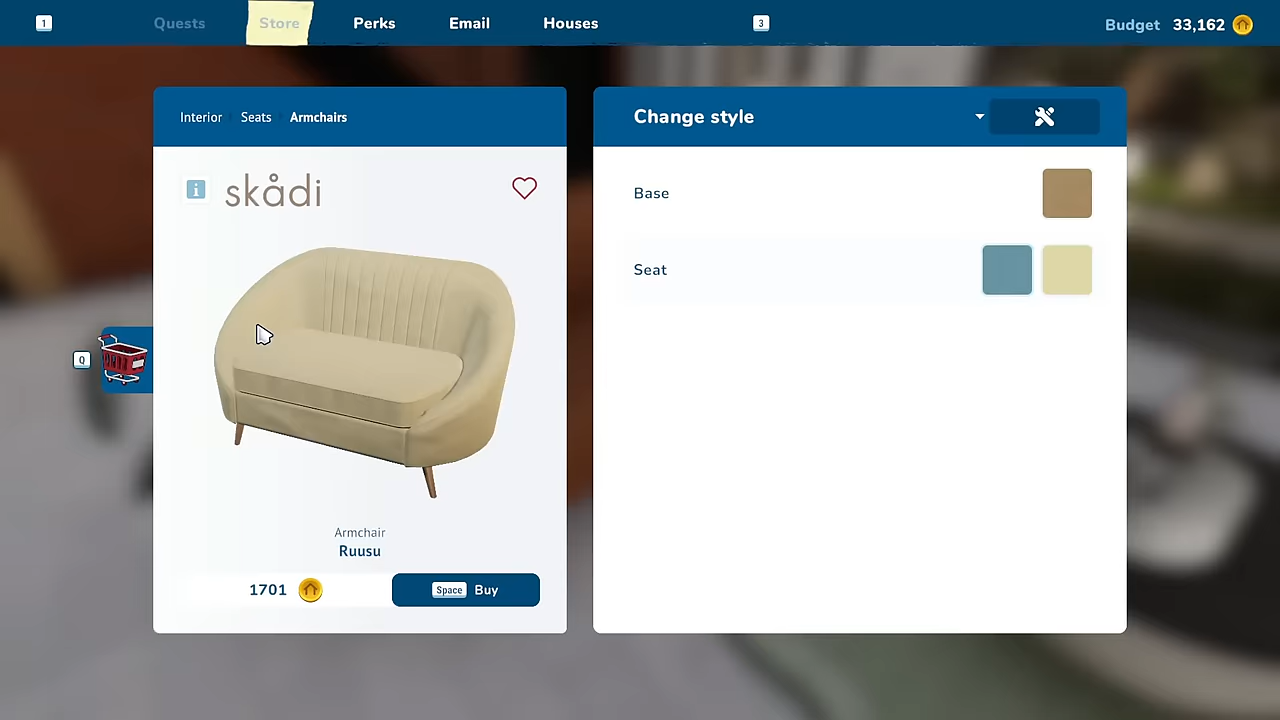 1 Quests Store Perks Email Houses 3 Budget 33,162
Interior Seats Armchairs
Change style
i skådi
Base
Seat
Q
Armchair
Ruusu
1701 Space Buy